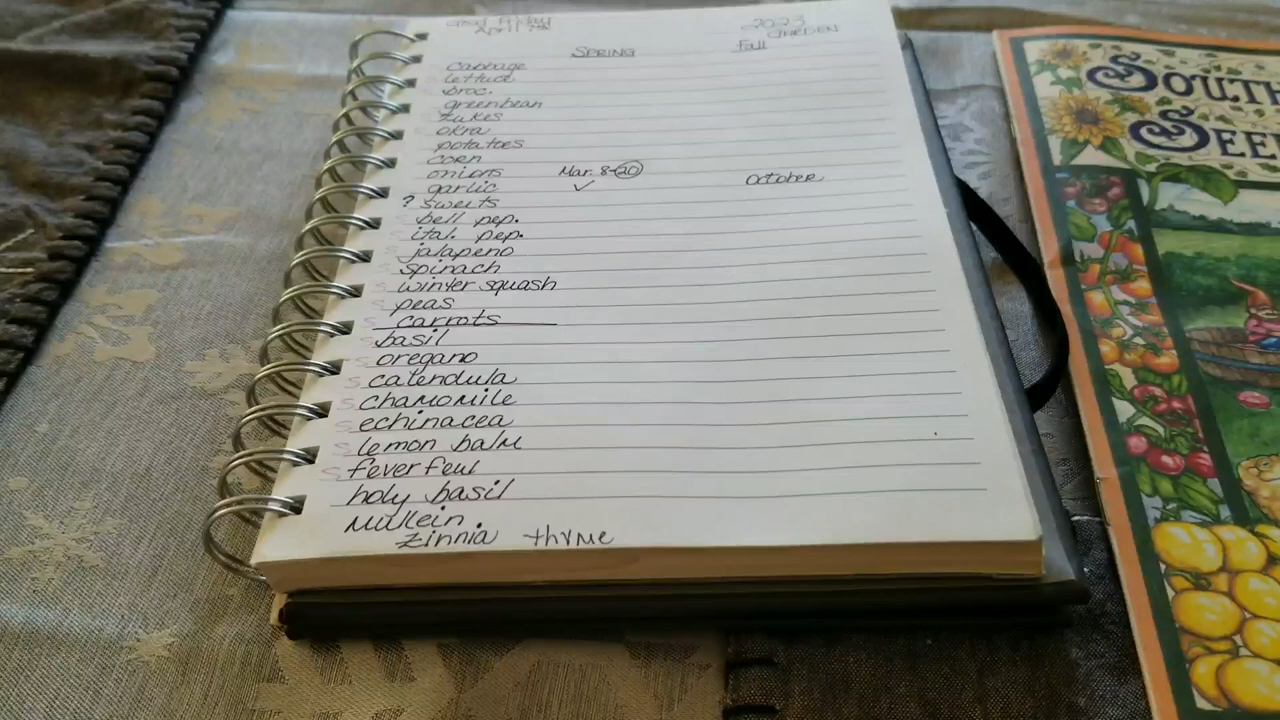 Good Friday 2023
April 7th GARDEN
SPRING Fall
cabbage
lettuce
broc.
greenbean
zukes
okra
potatoes
corn
onions Mar. 8-20
garlic ✓ October
? sweets
bell pep.
ital. pep.
jalapeno
spinach
winter squash
peas
carrots
basil
oregano
calendula
chamomile
echinacea
lemon balm
feverfeul
holy basil
Mullein
zinnia thyme
SOUTH
SEE